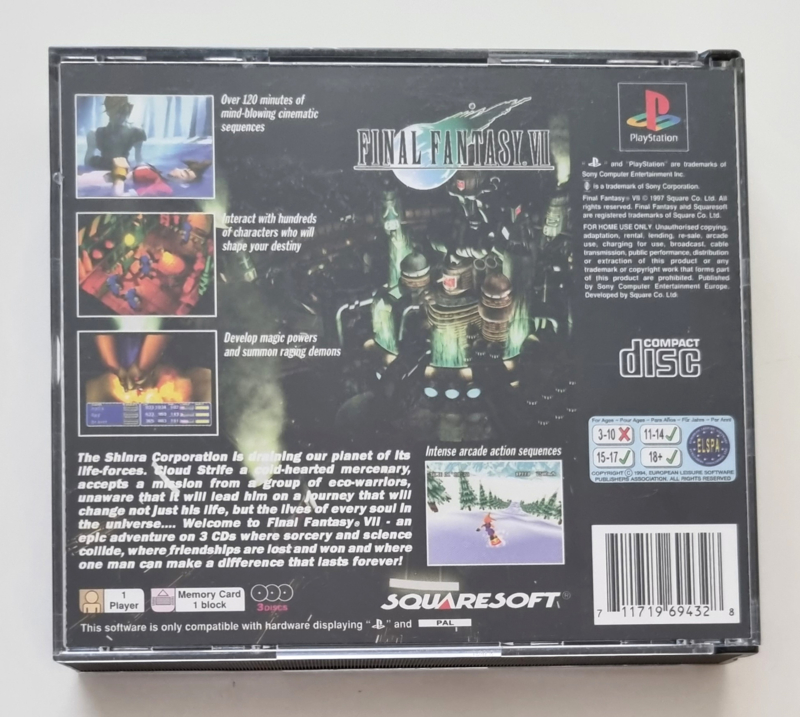 Over 120 minutes of
mind-blowing cinematic
sequences
FINAL FANTASY VII
PlayStation
Interact with hundreds
of characters who will
shape your destiny
Develop magic powers
and summon raging demons
" " and "PlayStation" are trademarks of
Sony Computer Entertainment Inc.
is a trademark of Sony Corporation.
Final Fantasy® VII © 1997 Square Co. Ltd. All
rights reserved. Final Fantasy and Squaresoft
are registered trademarks of Square Co. Ltd.
FOR HOME USE ONLY. Unauthorised copying,
adaptation, rental, lending, re-sale, arcade
use, charging for use, broadcast, cable
transmission, public performance, distribution
or extraction of this product or any
trademark or copyright work that forms part
of this product are prohibited. Published
by Sony Computer Entertainment Europe.
Developed by Square Co. Ltd.
COMPACT
disc
For Ages - Pour Ages - Para Años - Für Jahre - Per Anni
3-10 11-14
15-17 18+
ELSPA
COPYRIGHT © 1994, EUROPEAN LEISURE SOFTWARE
PUBLISHERS ASSOCIATION. ALL RIGHTS RESERVED
The Shinra Corporation is draining our planet of its
life-forces. Cloud Strife a cold-hearted mercenary,
accepts a mission from a group of eco-warriors,
unaware that it will lead him on a journey that will
change not just his life, but the lives of every soul in
the universe.... Welcome to Final Fantasy® VII - an
epic adventure on 3 CDs where sorcery and science
collide, where friendships are lost and won and where
one man can make a difference that lasts forever!
Intense arcade action sequences
1
Player
Memory Card
1 block
3 DISCS
SQUARESOFT®
PAL
This software is only compatible with hardware displaying " " and
7 11719 69432 8